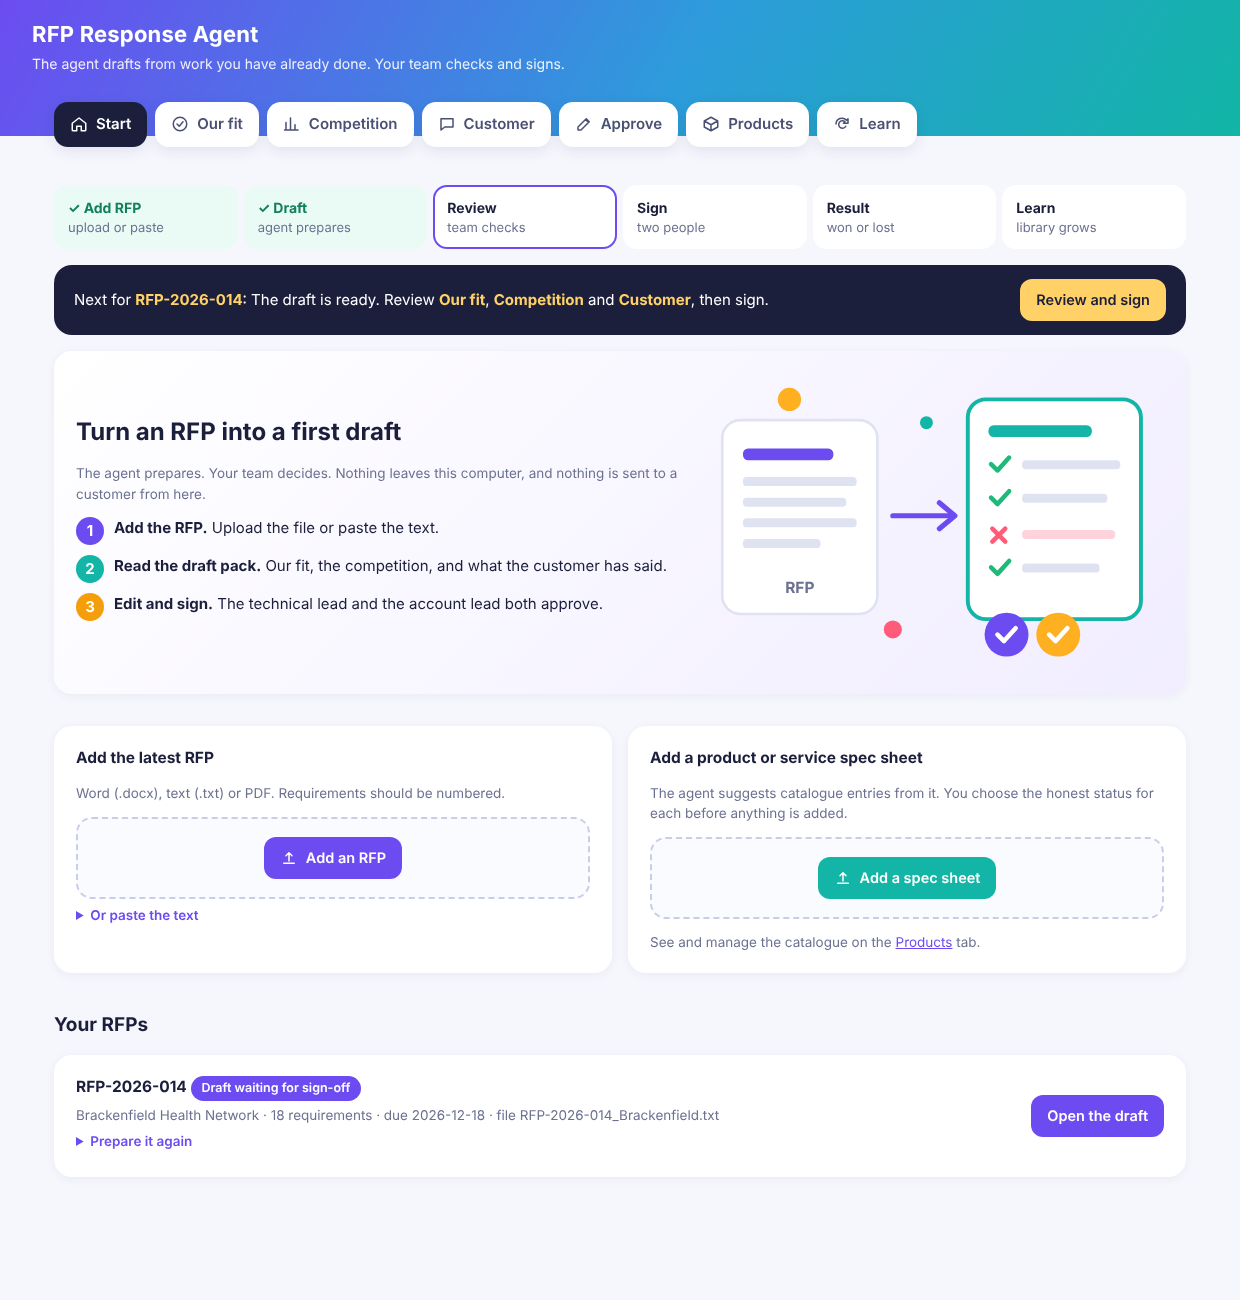 RFP Response Agent
The agent drafts from work you have already done. Your team checks and signs.
Start
Our fit
Competition
Customer
Approve
Products
Learn
✓ Add RFP
upload or paste
✓ Draft
agent prepares
Review
team checks
Sign
two people
Result
won or lost
Learn
library grows
Next for RFP-2026-014: The draft is ready. Review Our fit, Competition and Customer, then sign.
Review and sign
Turn an RFP into a first draft
The agent prepares. Your team decides. Nothing leaves this computer, and nothing is sent to a
customer from here.
1 Add the RFP. Upload the file or paste the text.
2 Read the draft pack. Our fit, the competition, and what the customer has said.
3 Edit and sign. The technical lead and the account lead both approve.
RFP
Add the latest RFP
Word (.docx), text (.txt) or PDF. Requirements should be numbered.
Add an RFP
Or paste the text
Add a product or service spec sheet
The agent suggests catalogue entries from it. You choose the honest status for
each before anything is added.
Add a spec sheet
See and manage the catalogue on the Products tab.
Your RFPs
RFP-2026-014 Draft waiting for sign-off
Brackenfield Health Network · 18 requirements · due 2026-12-18 · file RFP-2026-014_Brackenfield.txt
Prepare it again
Open the draft